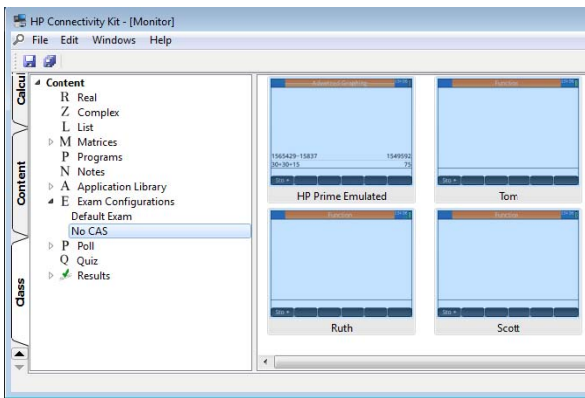 HP Connectivity Kit - [Monitor]
File Edit Windows Help
Calcul
Content
Class
Content
R Real
Z Complex
L List
M Matrices
P Programs
N Notes
A Application Library
E Exam Configurations
Default Exam
No CAS
P Poll
Q Quiz
Results
Advanced Graphing
1565429-15837 1549592
30+30+15 75
Sto ▸
HP Prime Emulated
Function
Sto ▸
Tom
Function
Sto ▸
Ruth
Function
Sto ▸
Scott